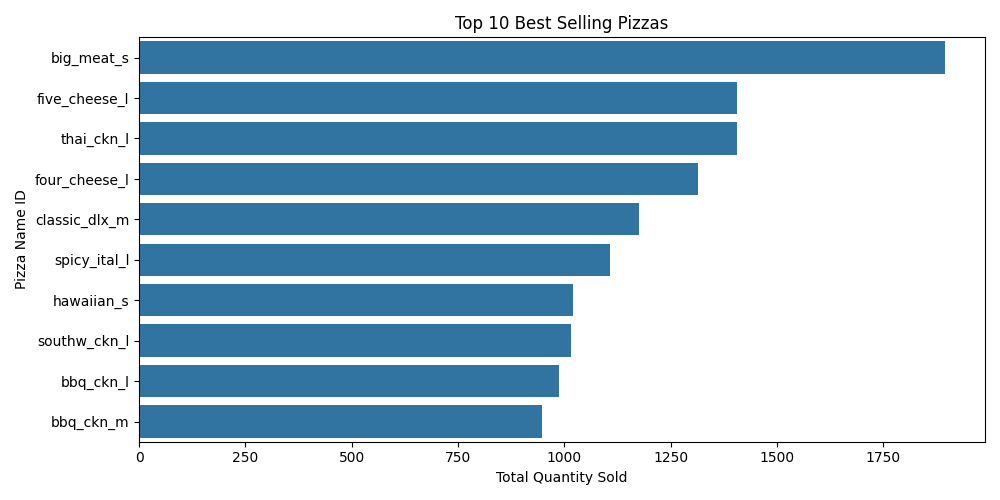 Top 10 Best Selling Pizzas
Pizza Name ID
big_meat_s
five_cheese_l
thai_ckn_l
four_cheese_l
classic_dlx_m
spicy_ital_l
hawaiian_s
southw_ckn_l
bbq_ckn_l
bbq_ckn_m
0 250 500 750 1000 1250 1500 1750
Total Quantity Sold